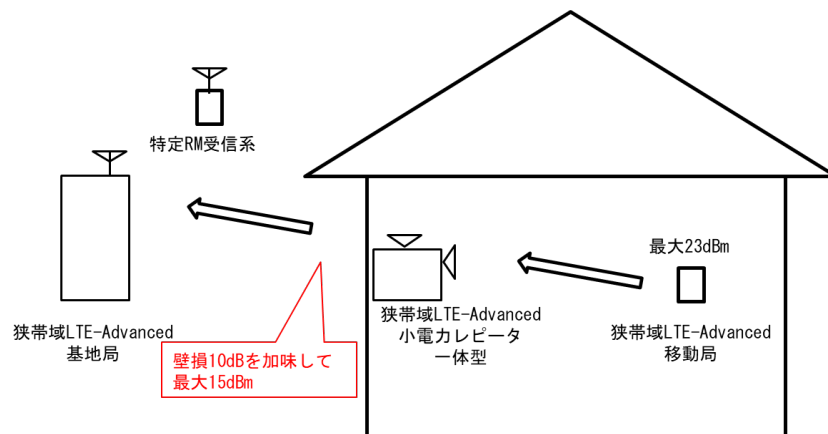 特定RM受信系
最大23dBm
狭帯域LTE-Advanced
基地局
狭帯域LTE-Advanced
小電力レピータ
一体型
狭帯域LTE-Advanced
移動局
壁損10dBを加味して
最大15dBm